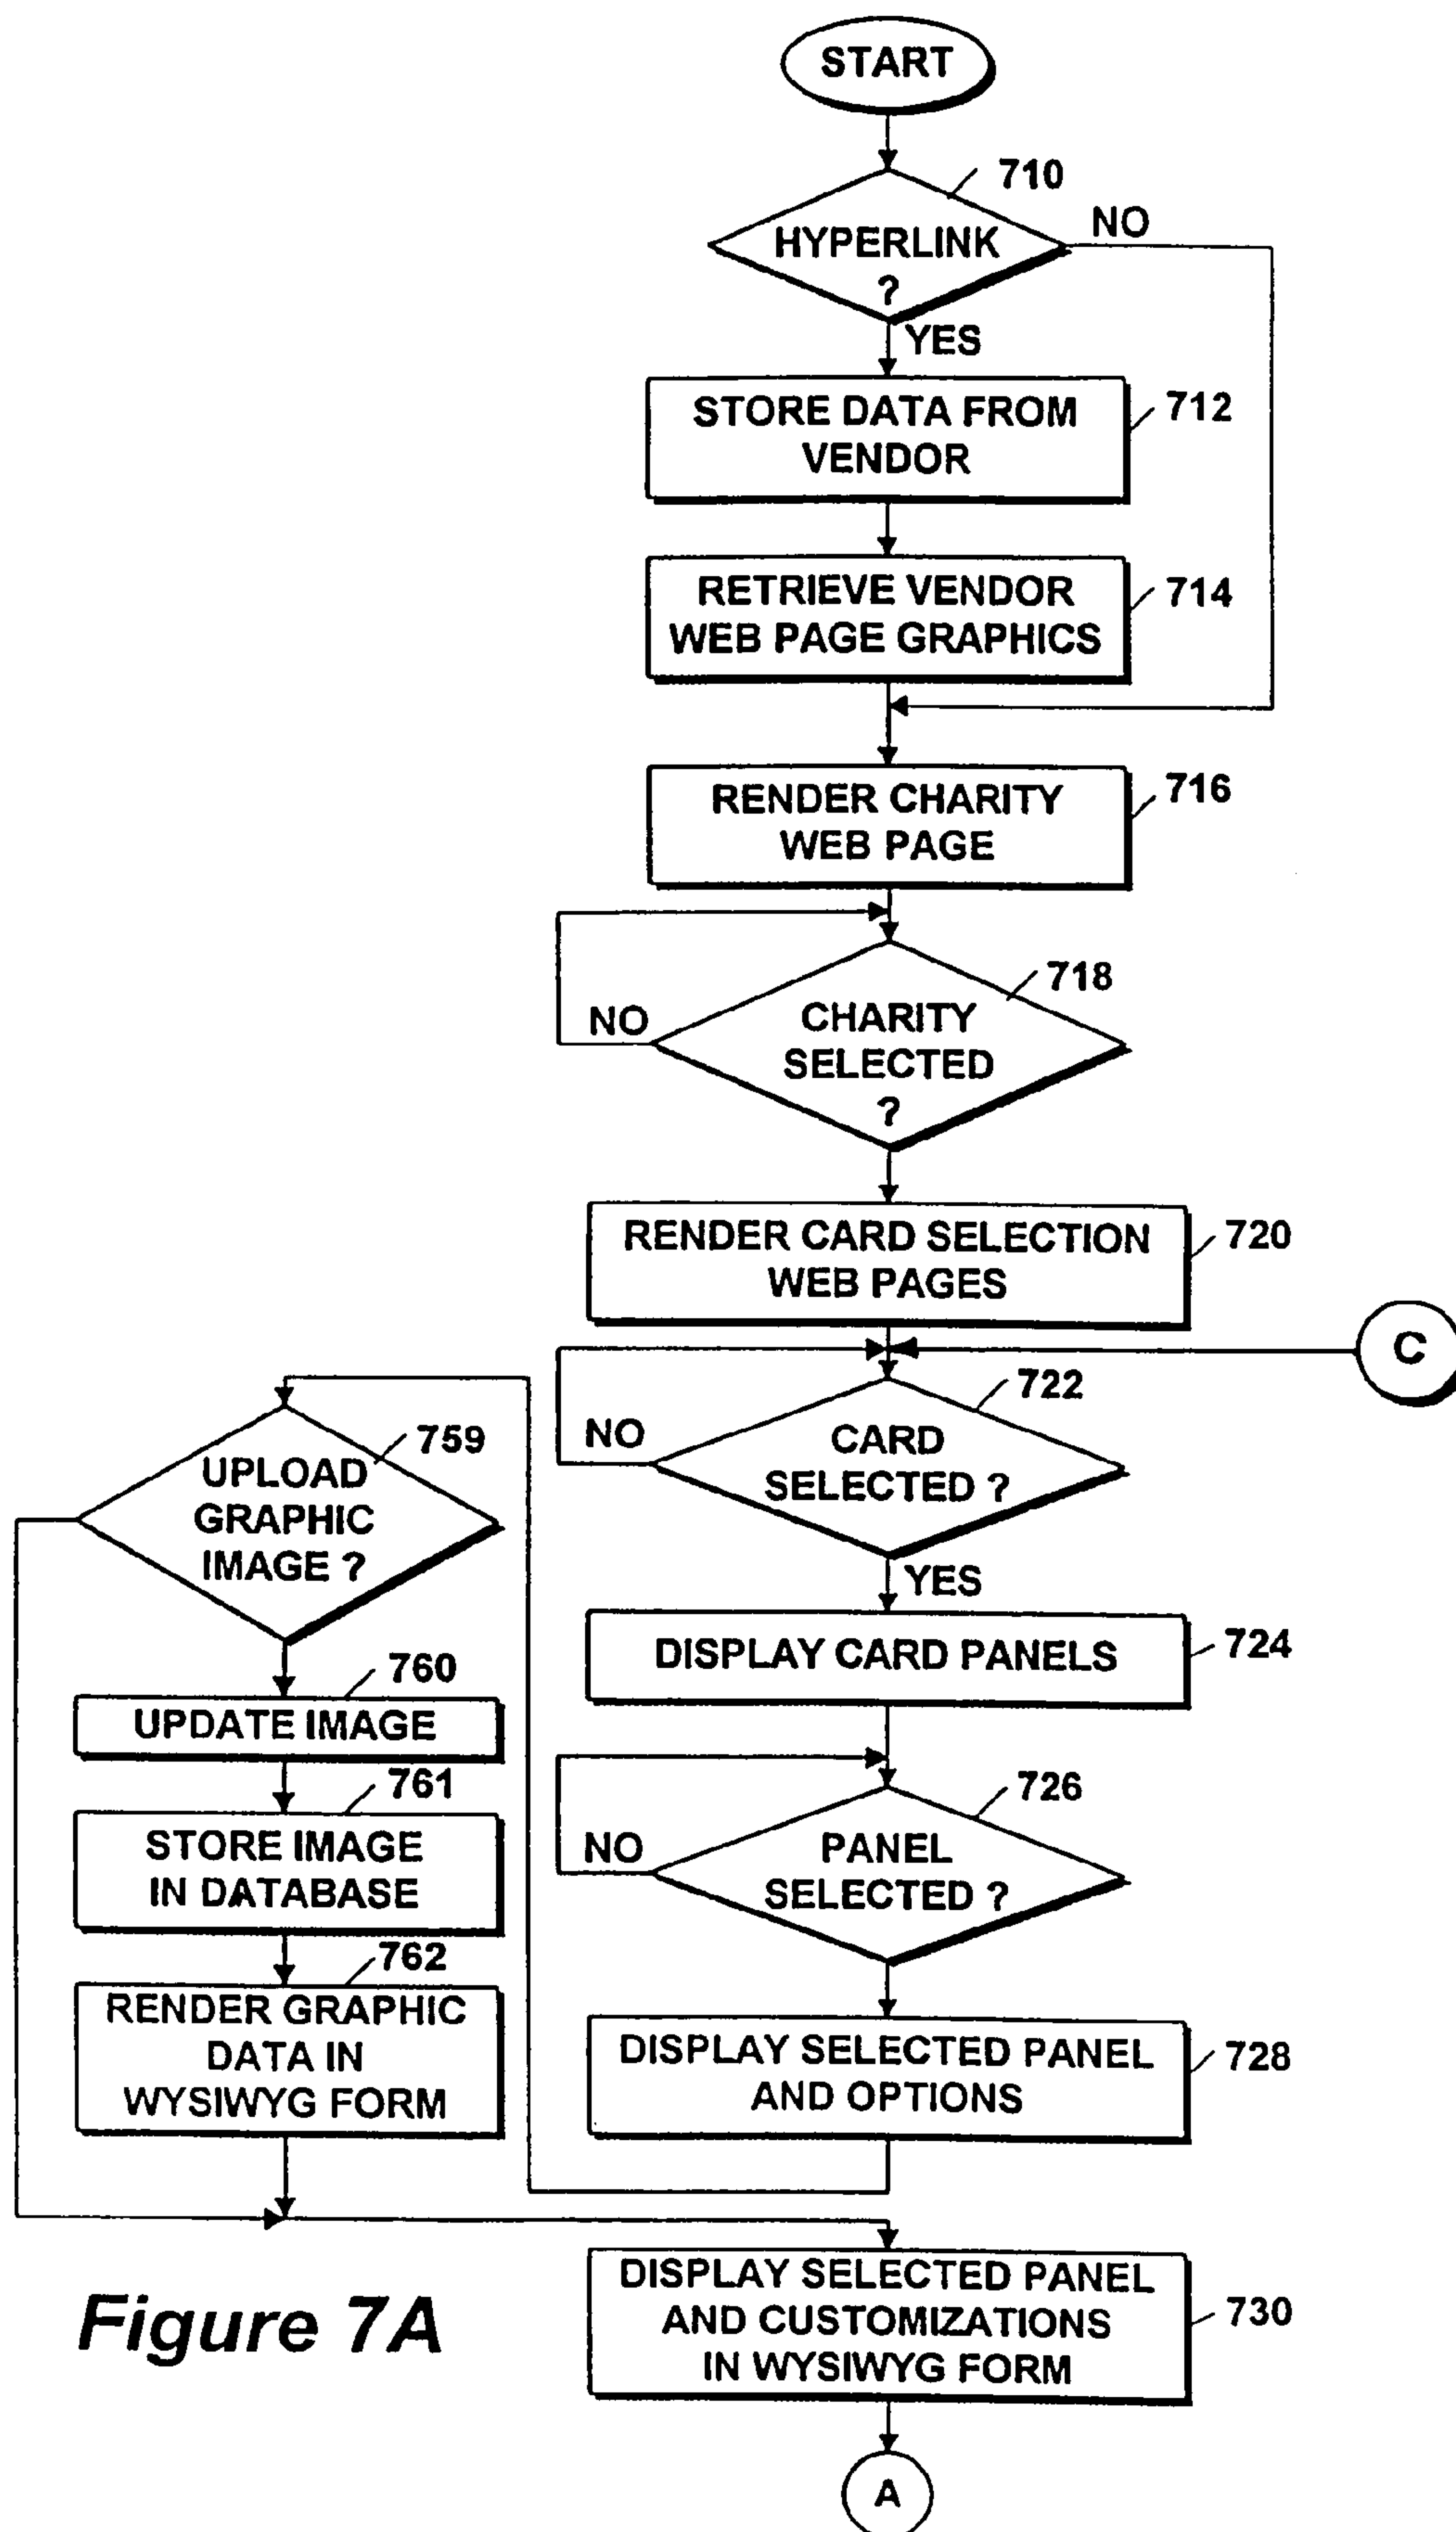 START
710
HYPERLINK
?
NO
YES
STORE DATA FROM
VENDOR
712
RETRIEVE VENDOR
WEB PAGE GRAPHICS
714
RENDER CHARITY
WEB PAGE
716
718
CHARITY
SELECTED
?
NO
RENDER CARD SELECTION
WEB PAGES
720
C
722
CARD
SELECTED ?
NO
YES
DISPLAY CARD PANELS
724
726
PANEL
SELECTED ?
NO
DISPLAY SELECTED PANEL
AND OPTIONS
728
759
UPLOAD
GRAPHIC
IMAGE ?
760
UPDATE IMAGE
761
STORE IMAGE
IN DATABASE
762
RENDER GRAPHIC
DATA IN
WYSIWYG FORM
DISPLAY SELECTED PANEL
AND CUSTOMIZATIONS
IN WYSIWYG FORM
730
A
Figure 7A